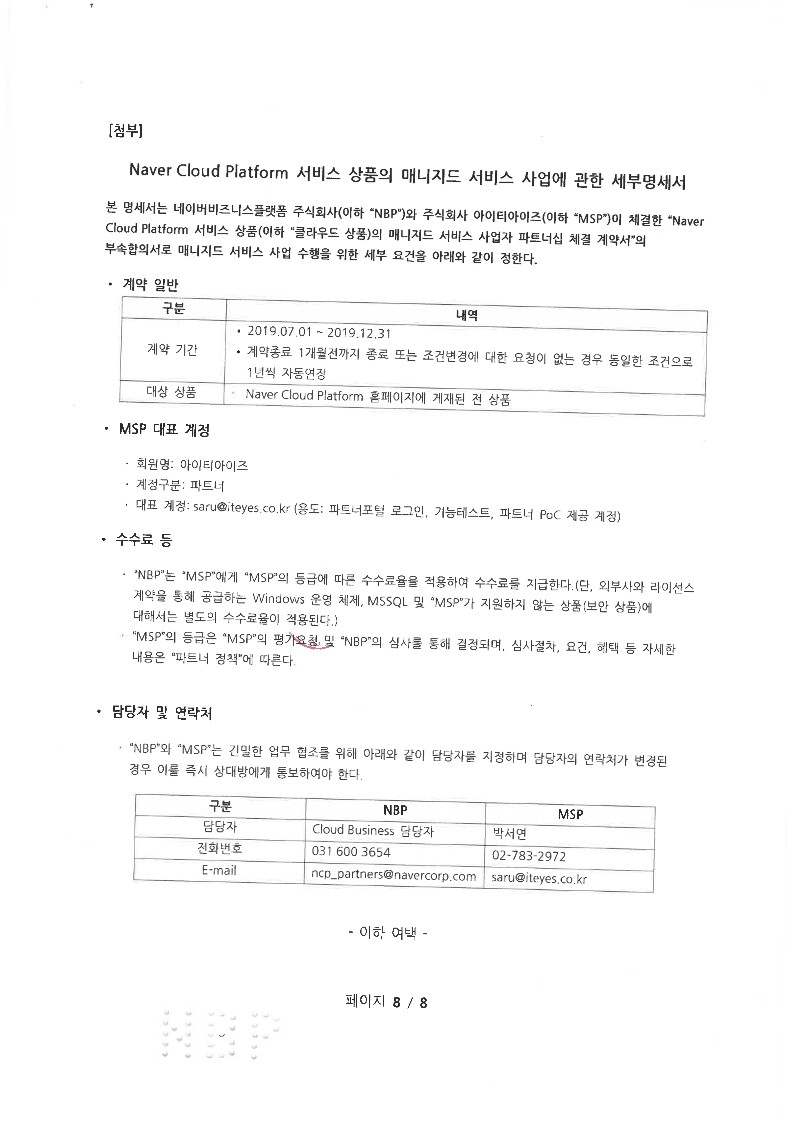 [첨부]
Naver Cloud Platform 서비스 상품의 매니지드 서비스 사업에 관한 세부명세서
본 명세서는 네이버비즈니스플랫폼 주식회사(이하 “NBP”)와 주식회사 아이티아이즈(이하 “MSP”)이 체결한 “Naver
Cloud Platform 서비스 상품(이하 “클라우드 상품)의 매니지드 서비스 사업자 파트너십 체결 계약서”의
부속합의서로 매니지드 서비스 사업 수행을 위한 세부 요건을 아래와 같이 정한다.
• 계약 일반
구분 내역
계약 기간
• 2019.07.01 ~ 2019.12.31
• 계약종료 1개월전까지 종료 또는 조건변경에 대한 요청이 없는 경우 동일한 조건으로
1년씩 자동연장
대상 상품 · Naver Cloud Platform 홈페이지에 게재된 전 상품
• MSP 대표 계정
· 회원명: 아이티아이즈
· 계정구분: 파트너
· 대표 계정: saru@iteyes.co.kr (용도: 파트너포털 로그인, 기능테스트, 파트너 PoC 제공 계정)
• 수수료 등
· “NBP”는 “MSP”에게 “MSP”의 등급에 따른 수수료율을 적용하여 수수료를 지급한다.(단, 외부사와 라이선스
계약을 통해 공급하는 Windows 운영 체제, MSSQL 및 “MSP”가 지원하지 않는 상품(보안 상품)에
대해서는 별도의 수수료율이 적용된다.)
· “MSP”의 등급은 “MSP”의 평가요청 및 “NBP”의 심사를 통해 결정되며, 심사절차, 요건, 혜택 등 자세한
내용은 “파트너 정책”에 따른다.
• 담당자 및 연락처
· “NBP”와 “MSP”는 긴밀한 업무 협조를 위해 아래와 같이 담당자를 지정하며 담당자의 연락처가 변경된
경우 이를 즉시 상대방에게 통보하여야 한다.
구분 NBP MSP
담당자 Cloud Business 담당자 박서연
전화번호 031 600 3654 02-783-2972
E-mail ncp_partners@navercorp.com saru@iteyes.co.kr
- 이하 여백 -
페이지 8 / 8
NBP